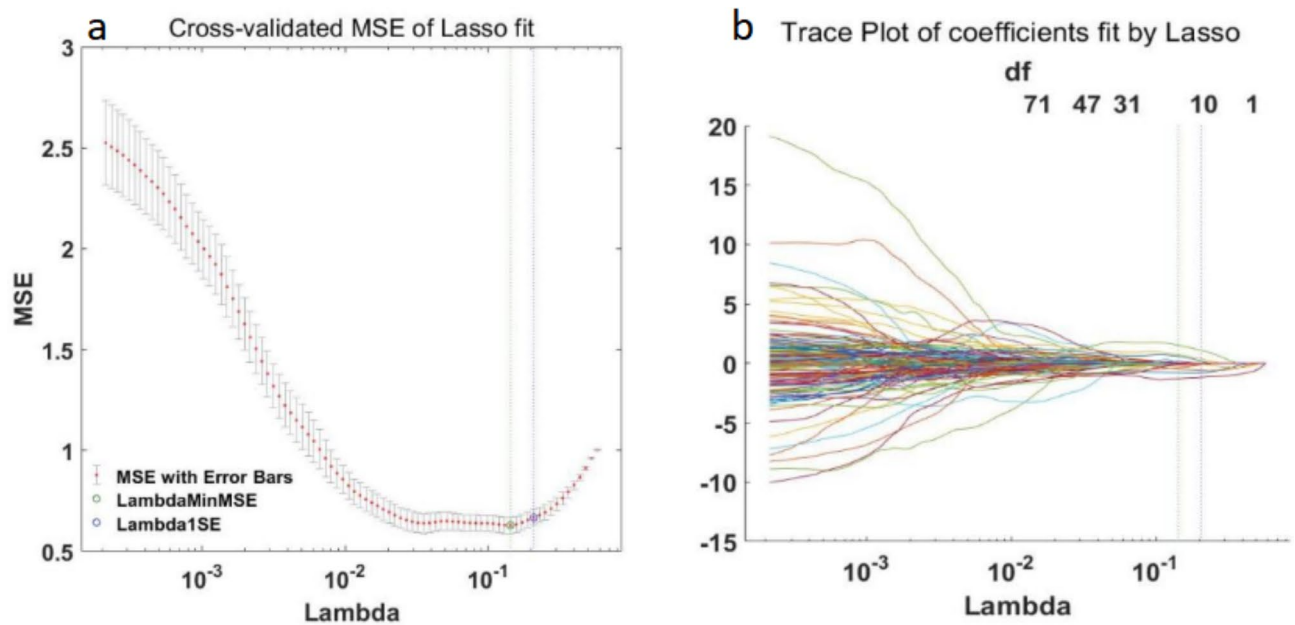 a
Cross-validated MSE of Lasso fit
3
2.5
2
1.5
1
0.5
MSE
MSE with Error Bars
LambdaMinMSE
Lambda1SE
10-3
10-2
10-1
Lambda
b
Trace Plot of coefficients fit by Lasso
df
71 47 31 10 1
20
15
10
5
0
-5
-10
-15
10-3
10-2
10-1
Lambda